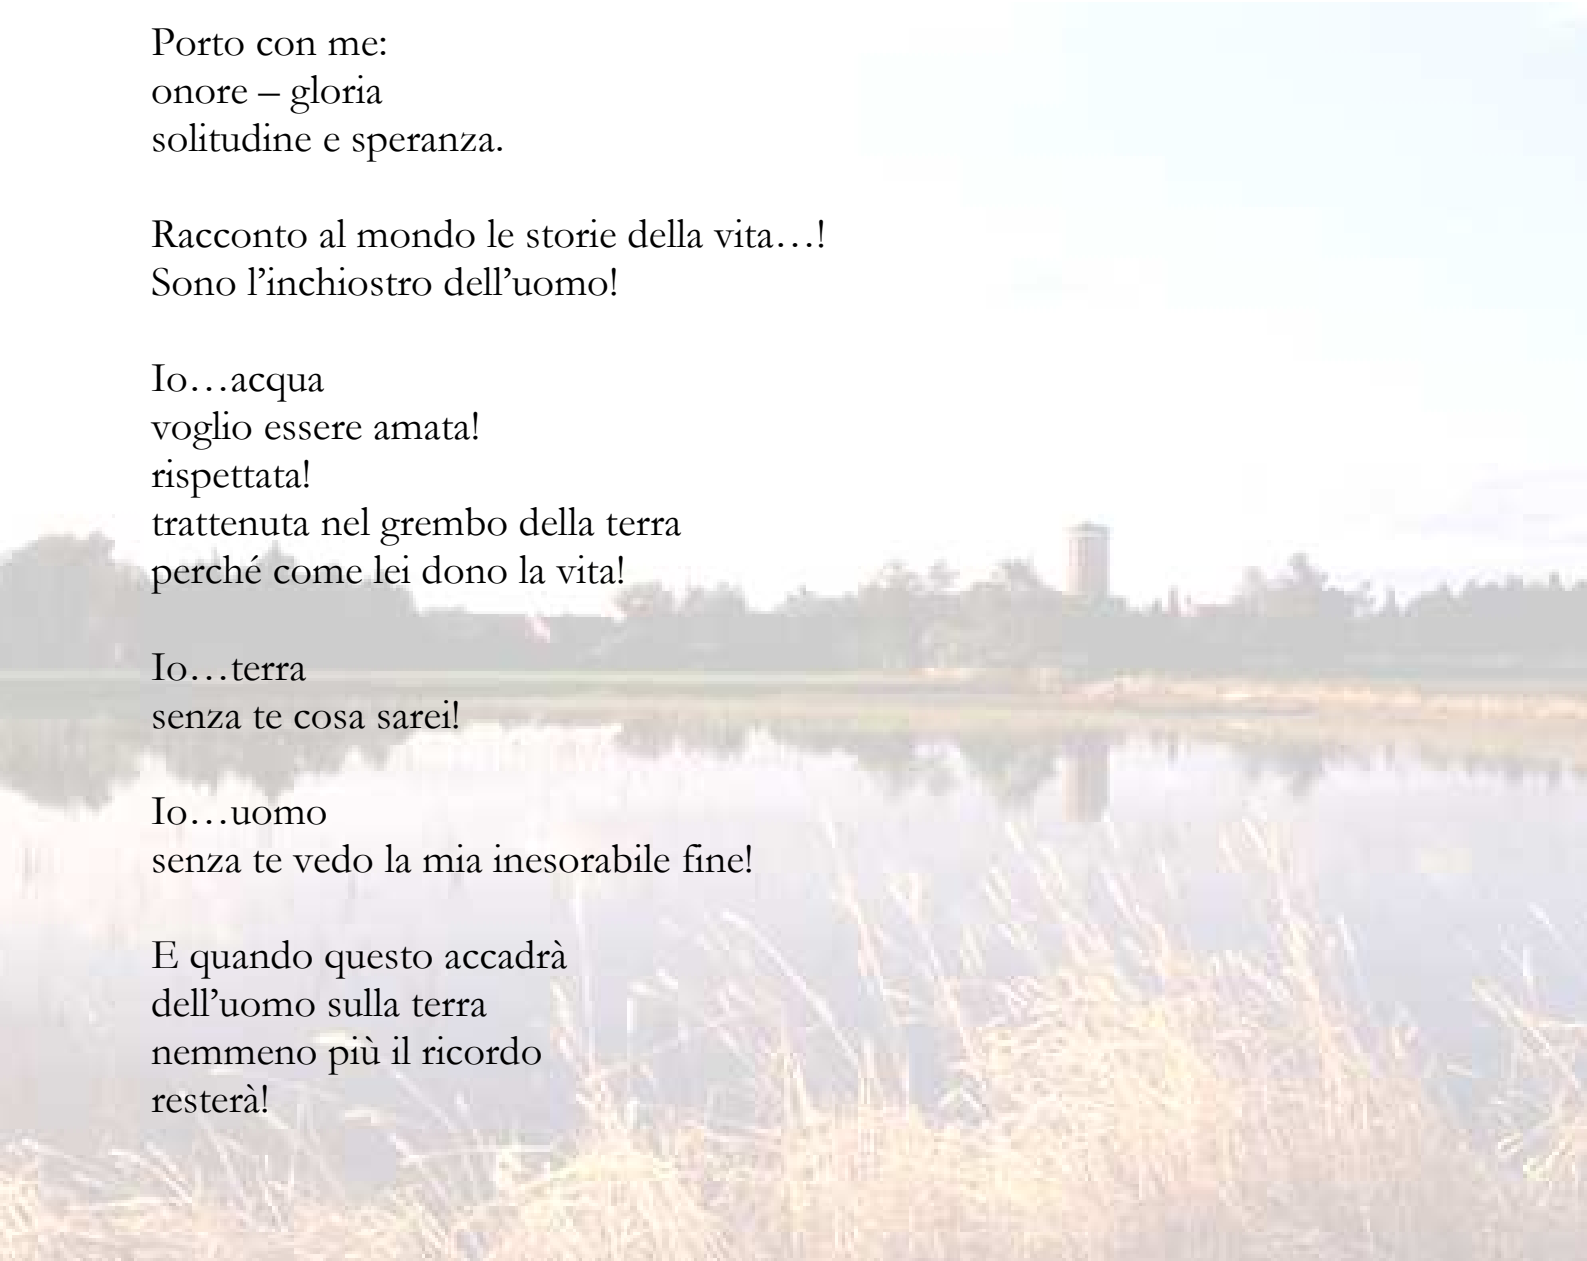 Porto con me:
onore – gloria
solitudine e speranza.
Racconto al mondo le storie della vita…!
Sono l’inchiostro dell’uomo!
Io…acqua
voglio essere amata!
rispettata!
trattenuta nel grembo della terra
perché come lei dono la vita!
Io…terra
senza te cosa sarei!
Io…uomo
senza te vedo la mia inesorabile fine!
E quando questo accadrà
dell’uomo sulla terra
nemmeno più il ricordo
resterà!